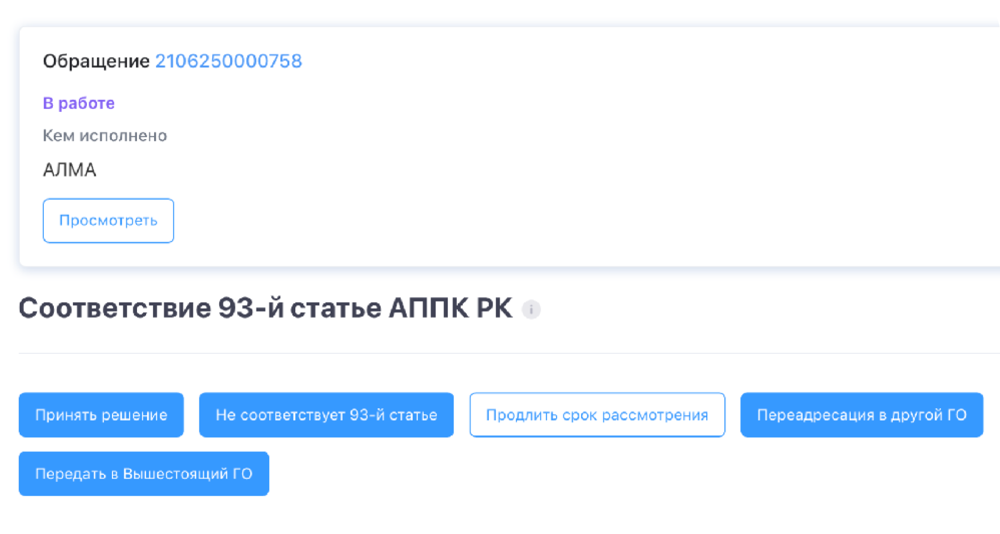 Обращение 2106250000758
В работе
Кем исполнено
АЛМА
Просмотреть
Соответствие 93-й статье АППК РК i
Принять решение Не соответствует 93-й статье Продлить срок рассмотрения Переадресация в другой ГО
Передать в Вышестоящий ГО